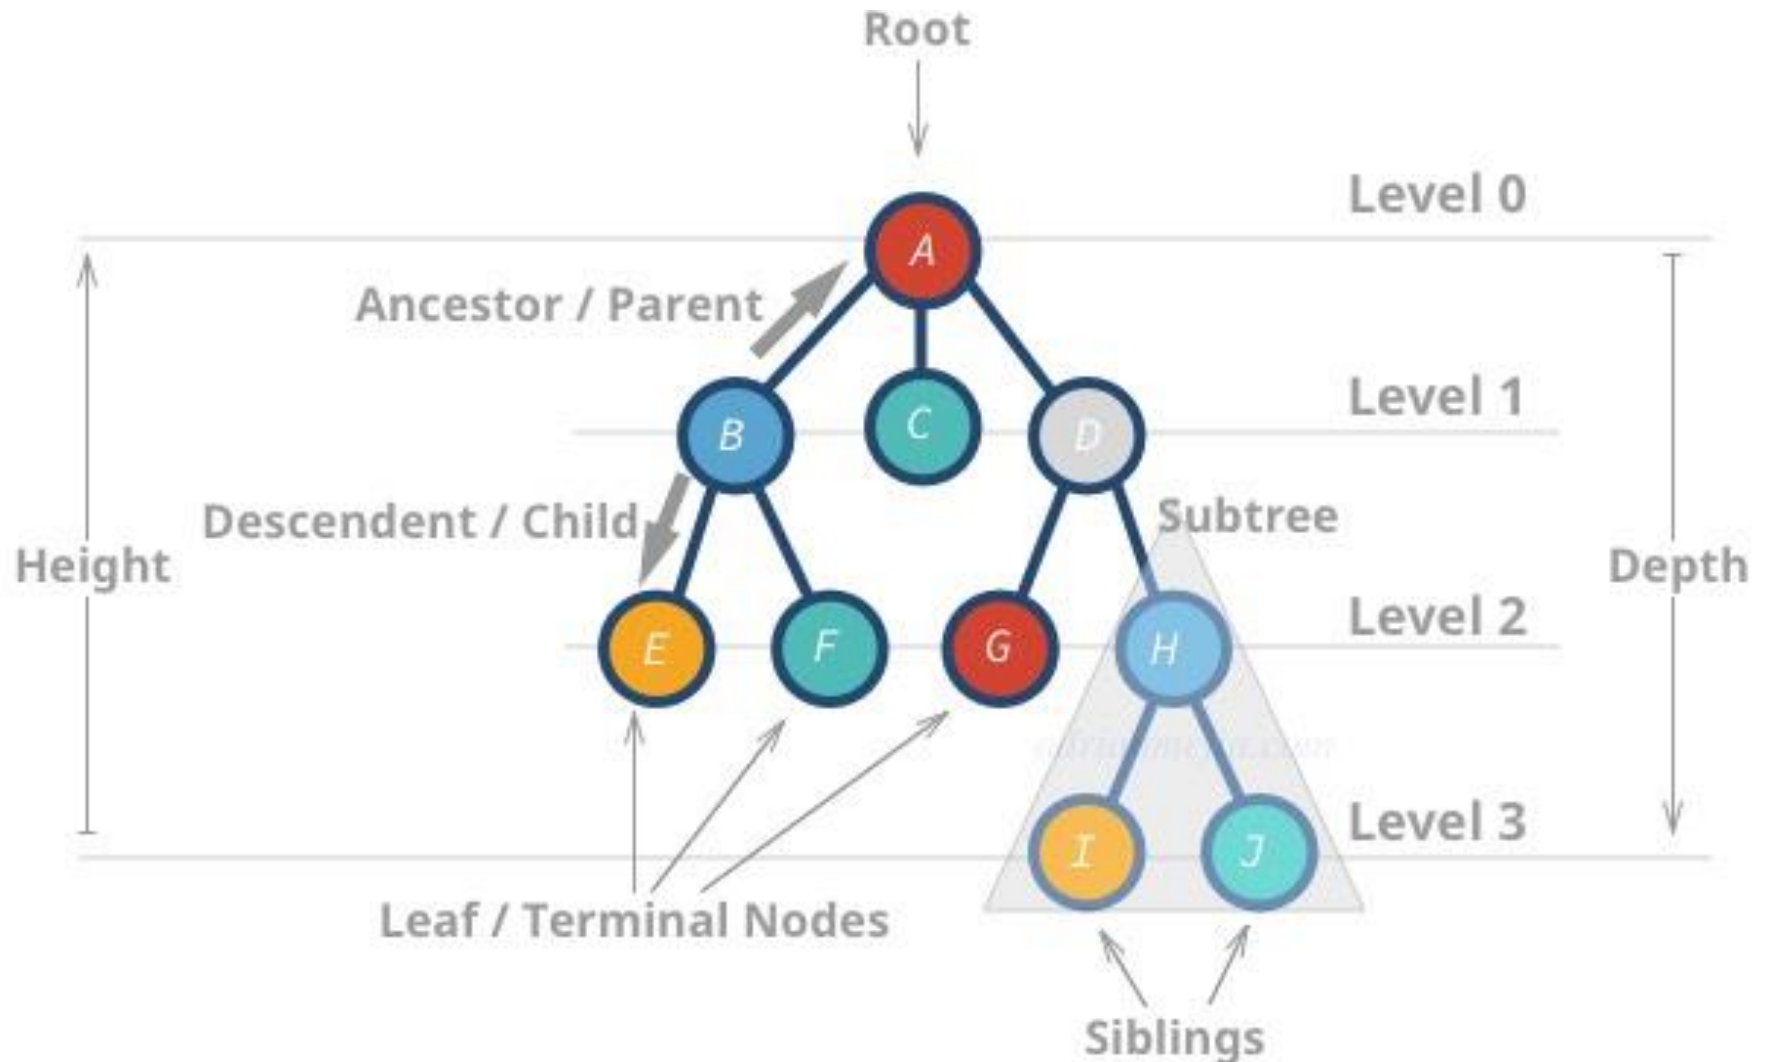 Root
Level 0
A
Ancestor / Parent
Level 1
B
C
D
Descendent / Child
Subtree
Height
Depth
Level 2
E
F
G
H
Level 3
I
J
Leaf / Terminal Nodes
Siblings